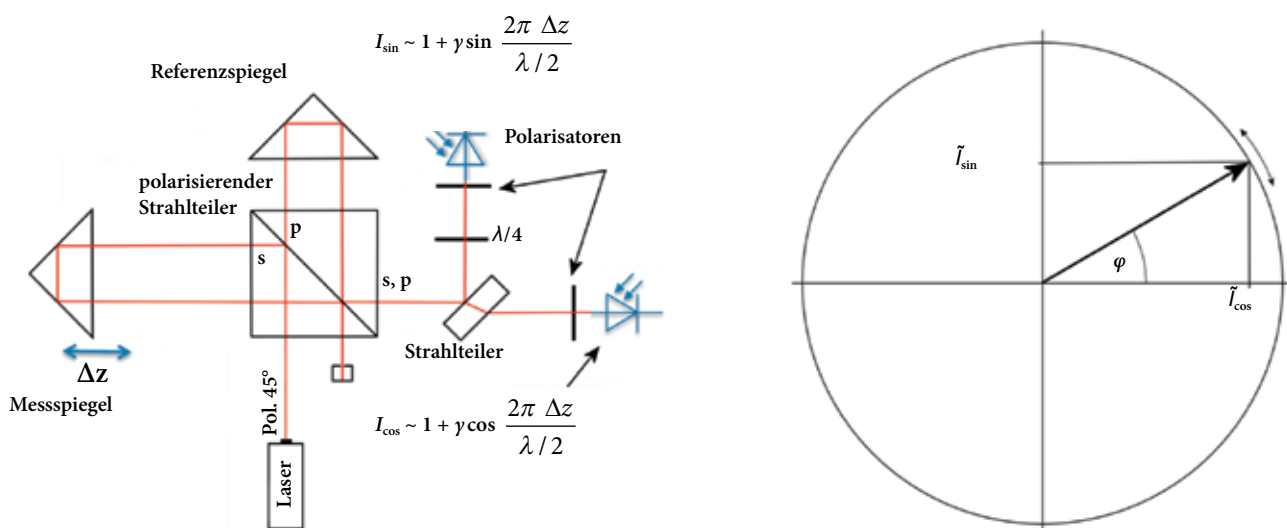 I_sin ~ 1 + γ sin 2π Δz / λ/2
Referenzspiegel
Polarisatoren
polarisierender
Strahlteiler
p
s
λ/4
s, p
Strahlteiler
Δz
Messspiegel
Pol. 45°
I_cos ~ 1 + γ cos 2π Δz / λ/2
Laser
Ĩ_sin
φ
Ĩ_cos